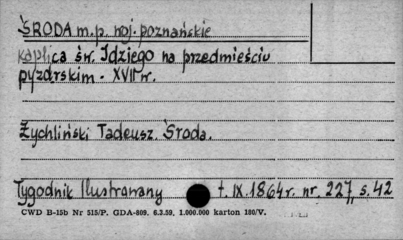 ŚRODA m.p. woj. poznańskie
kaplica św. Idziego na przedmieściu
pyzdrskim - XVII w.
Żychliński Tadeusz. Środa.
Tygodnik Ilustrowany t. IX. 1864 r. nr. 227, s. 42
CWD B-15b Nr 515/P. GDA-809. 6.3.59. 1.000.000 karton 180/V.